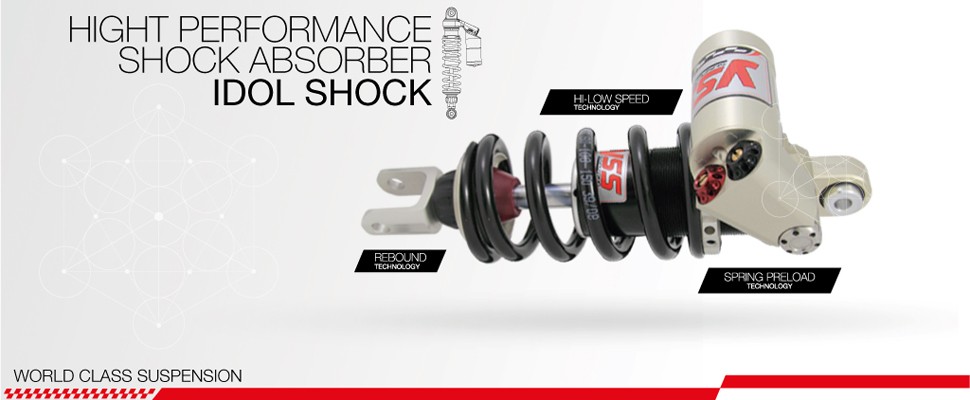 HIGHT PERFORMANCE
SHOCK ABSORBER
IDOL SHOCK
HI-LOW SPEED
TECHNOLOGY
YSS
YSS
REBOUND
TECHNOLOGY
SPRING PRELOAD
TECHNOLOGY
WORLD CLASS SUSPENSION